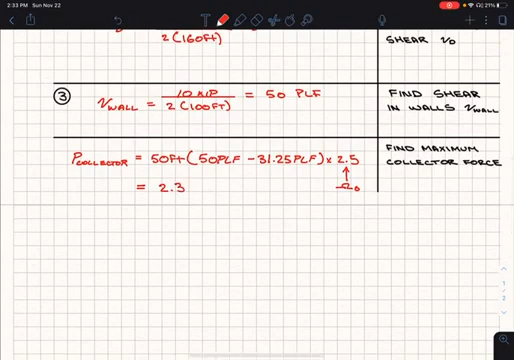 2:33 PM Sun Nov 22
21%
2 (160FT)
SHEAR V0
3 VWALL = 10 KIP / 2 (100FT) = 50 PLF
FIND SHEAR
IN WALLS VWALL
PCOLLECTOR = 50FT (50PLF - 31.25PLF) × 2.5
= 2.3
Ω0
FIND MAXIMUM
COLLECTOR FORCE
1
2